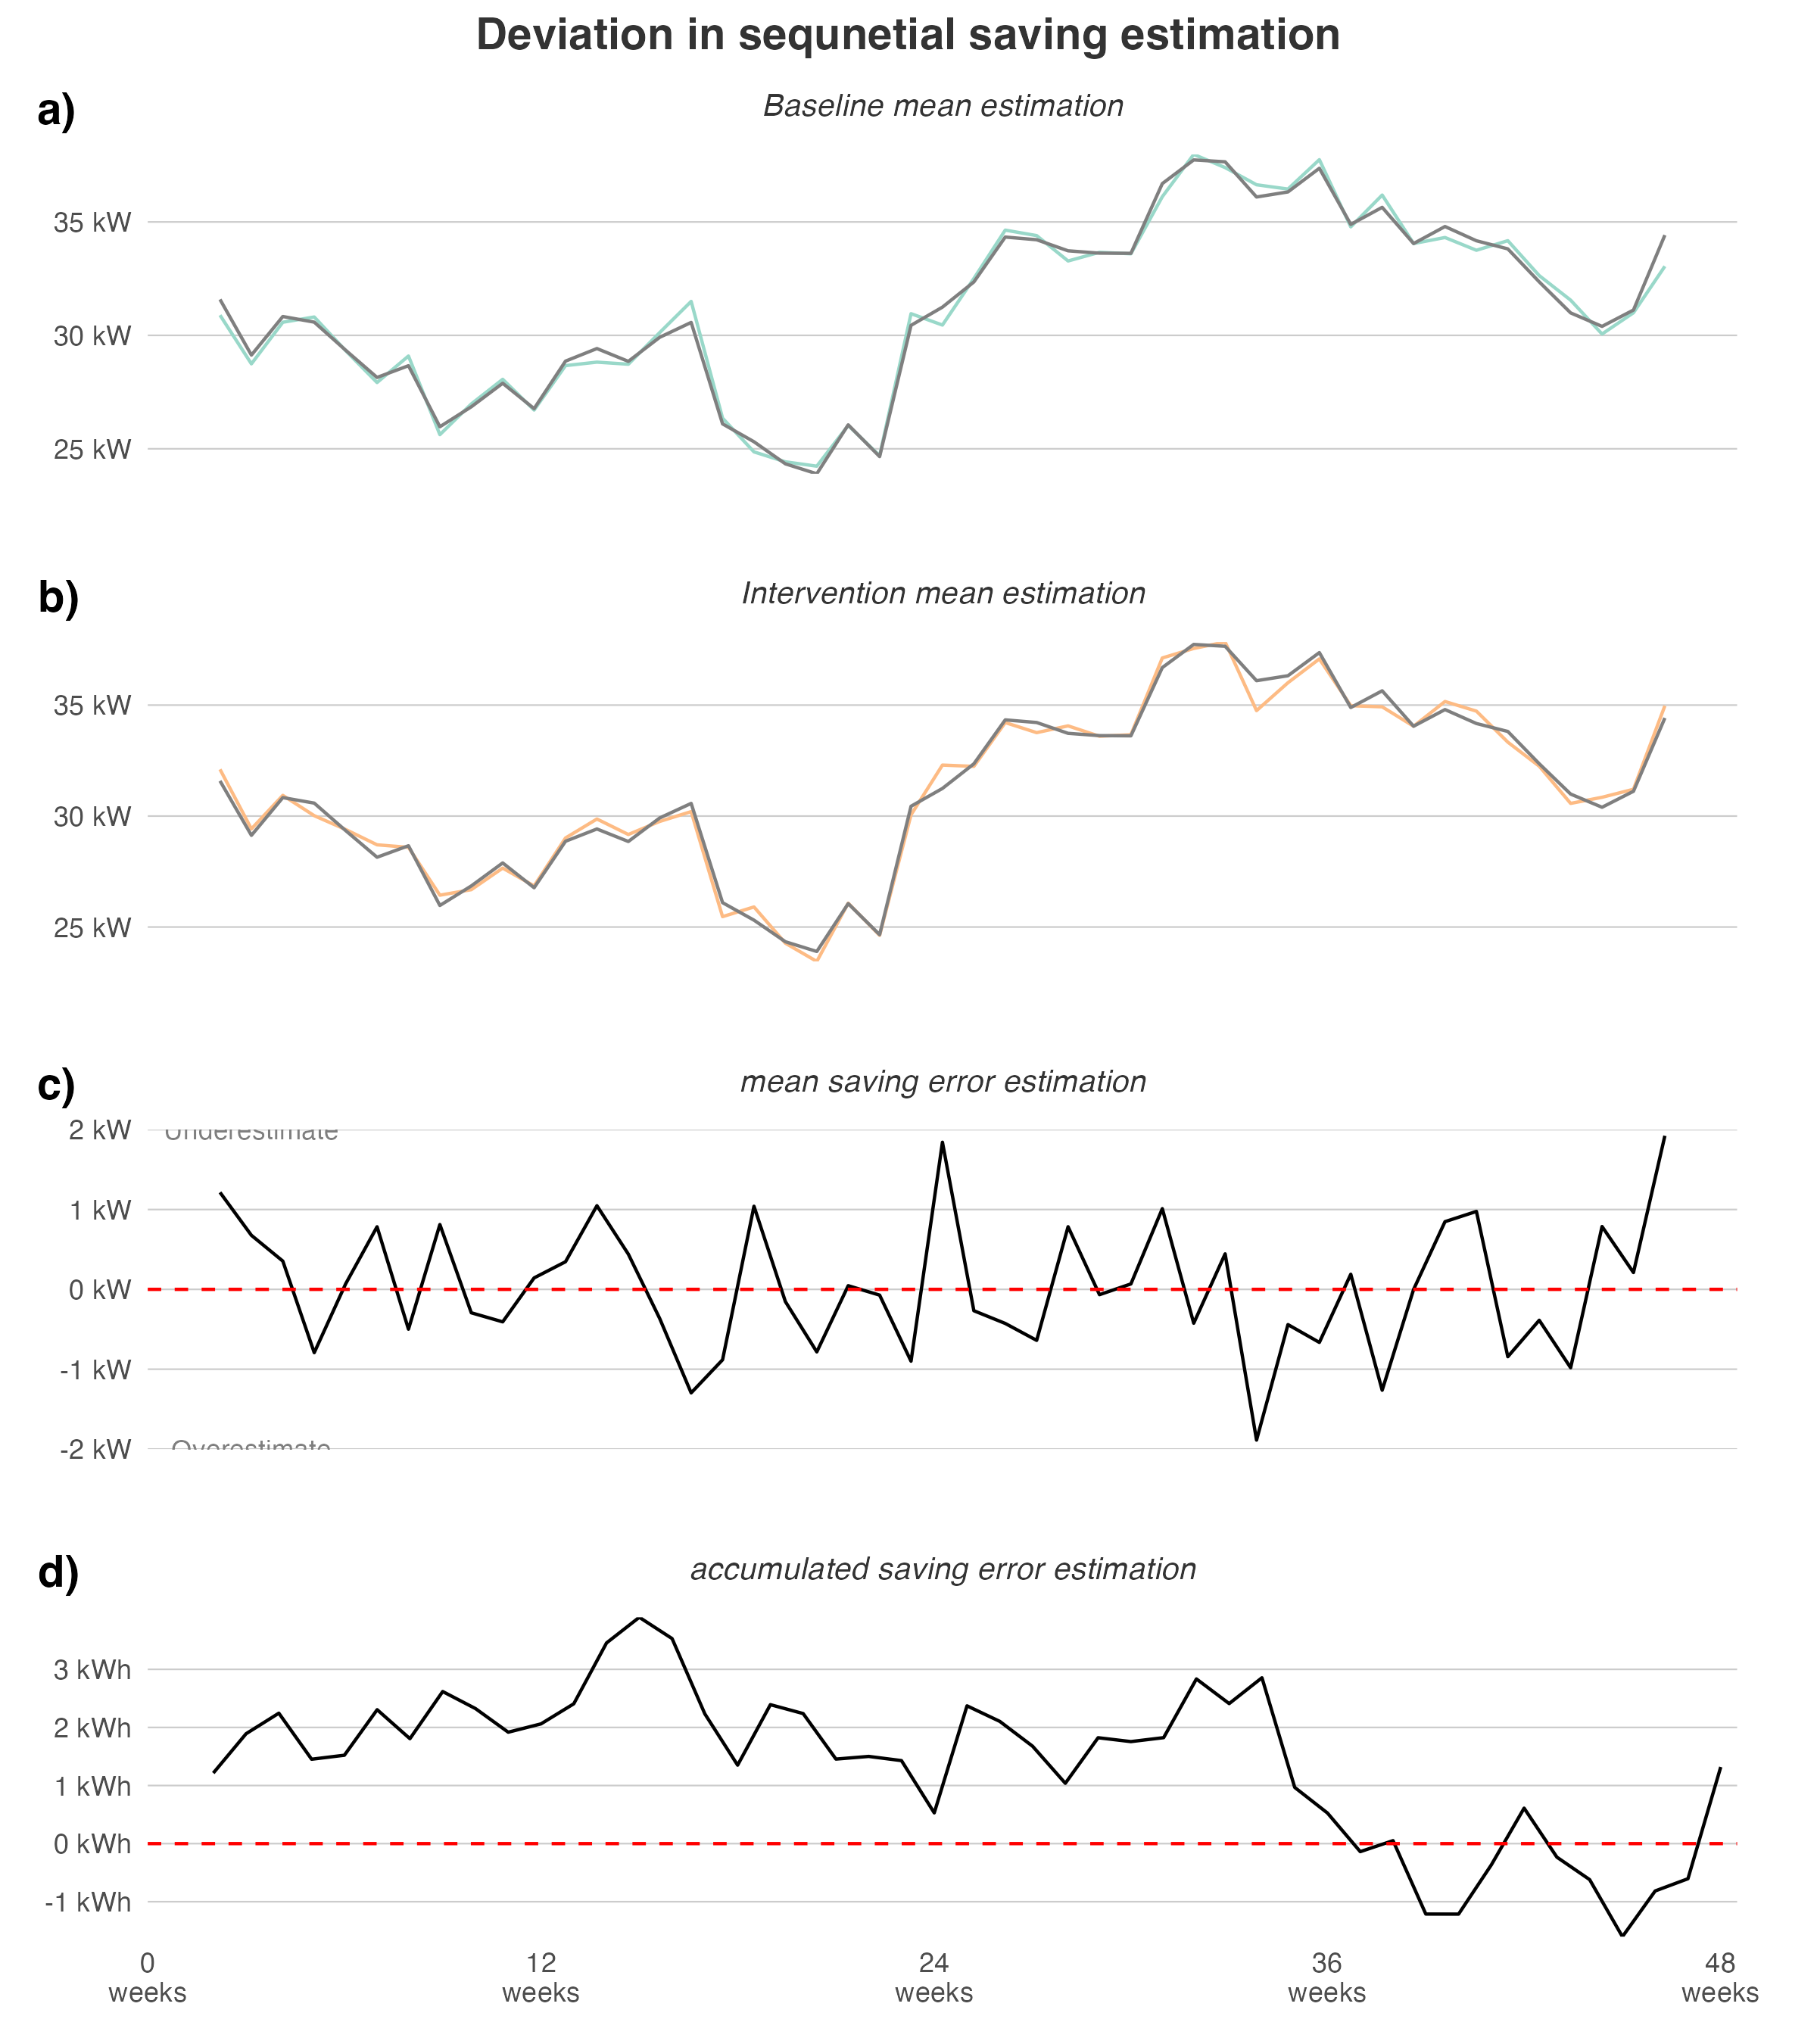 Deviation in sequnetial saving estimation
a)
Baseline mean estimation
35 kW
30 kW
25 kW
b)
Intervention mean estimation
35 kW
30 kW
25 kW
c)
mean saving error estimation
2 kW
Underestimate
1 kW
0 kW
-1 kW
-2 kW
Overestimate
d)
accumulated saving error estimation
3 kWh
2 kWh
1 kWh
0 kWh
-1 kWh
0 12 24 36 48
weeks weeks weeks weeks weeks